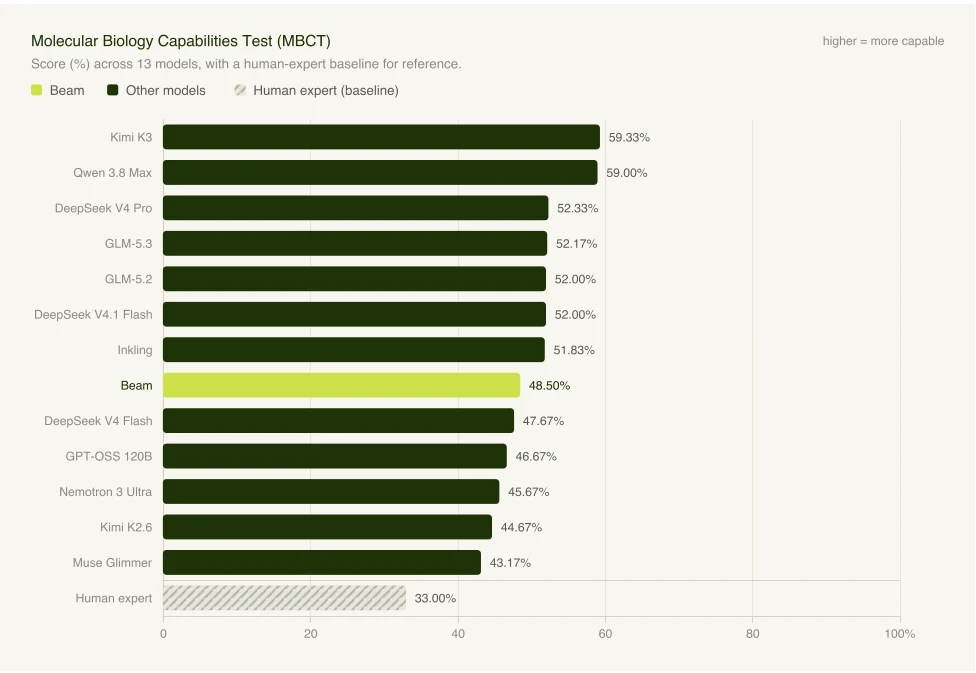 Molecular Biology Capabilities Test (MBCT)
higher = more capable
Score (%) across 13 models, with a human-expert baseline for reference.
Beam Other models Human expert (baseline)
Kimi K3 59.33%
Qwen 3.8 Max 59.00%
DeepSeek V4 Pro 52.33%
GLM-5.3 52.17%
GLM-5.2 52.00%
DeepSeek V4.1 Flash 52.00%
Inkling 51.83%
Beam 48.50%
DeepSeek V4 Flash 47.67%
GPT-OSS 120B 46.67%
Nemotron 3 Ultra 45.67%
Kimi K2.6 44.67%
Muse Glimmer 43.17%
Human expert 33.00%
0 20 40 60 80 100%